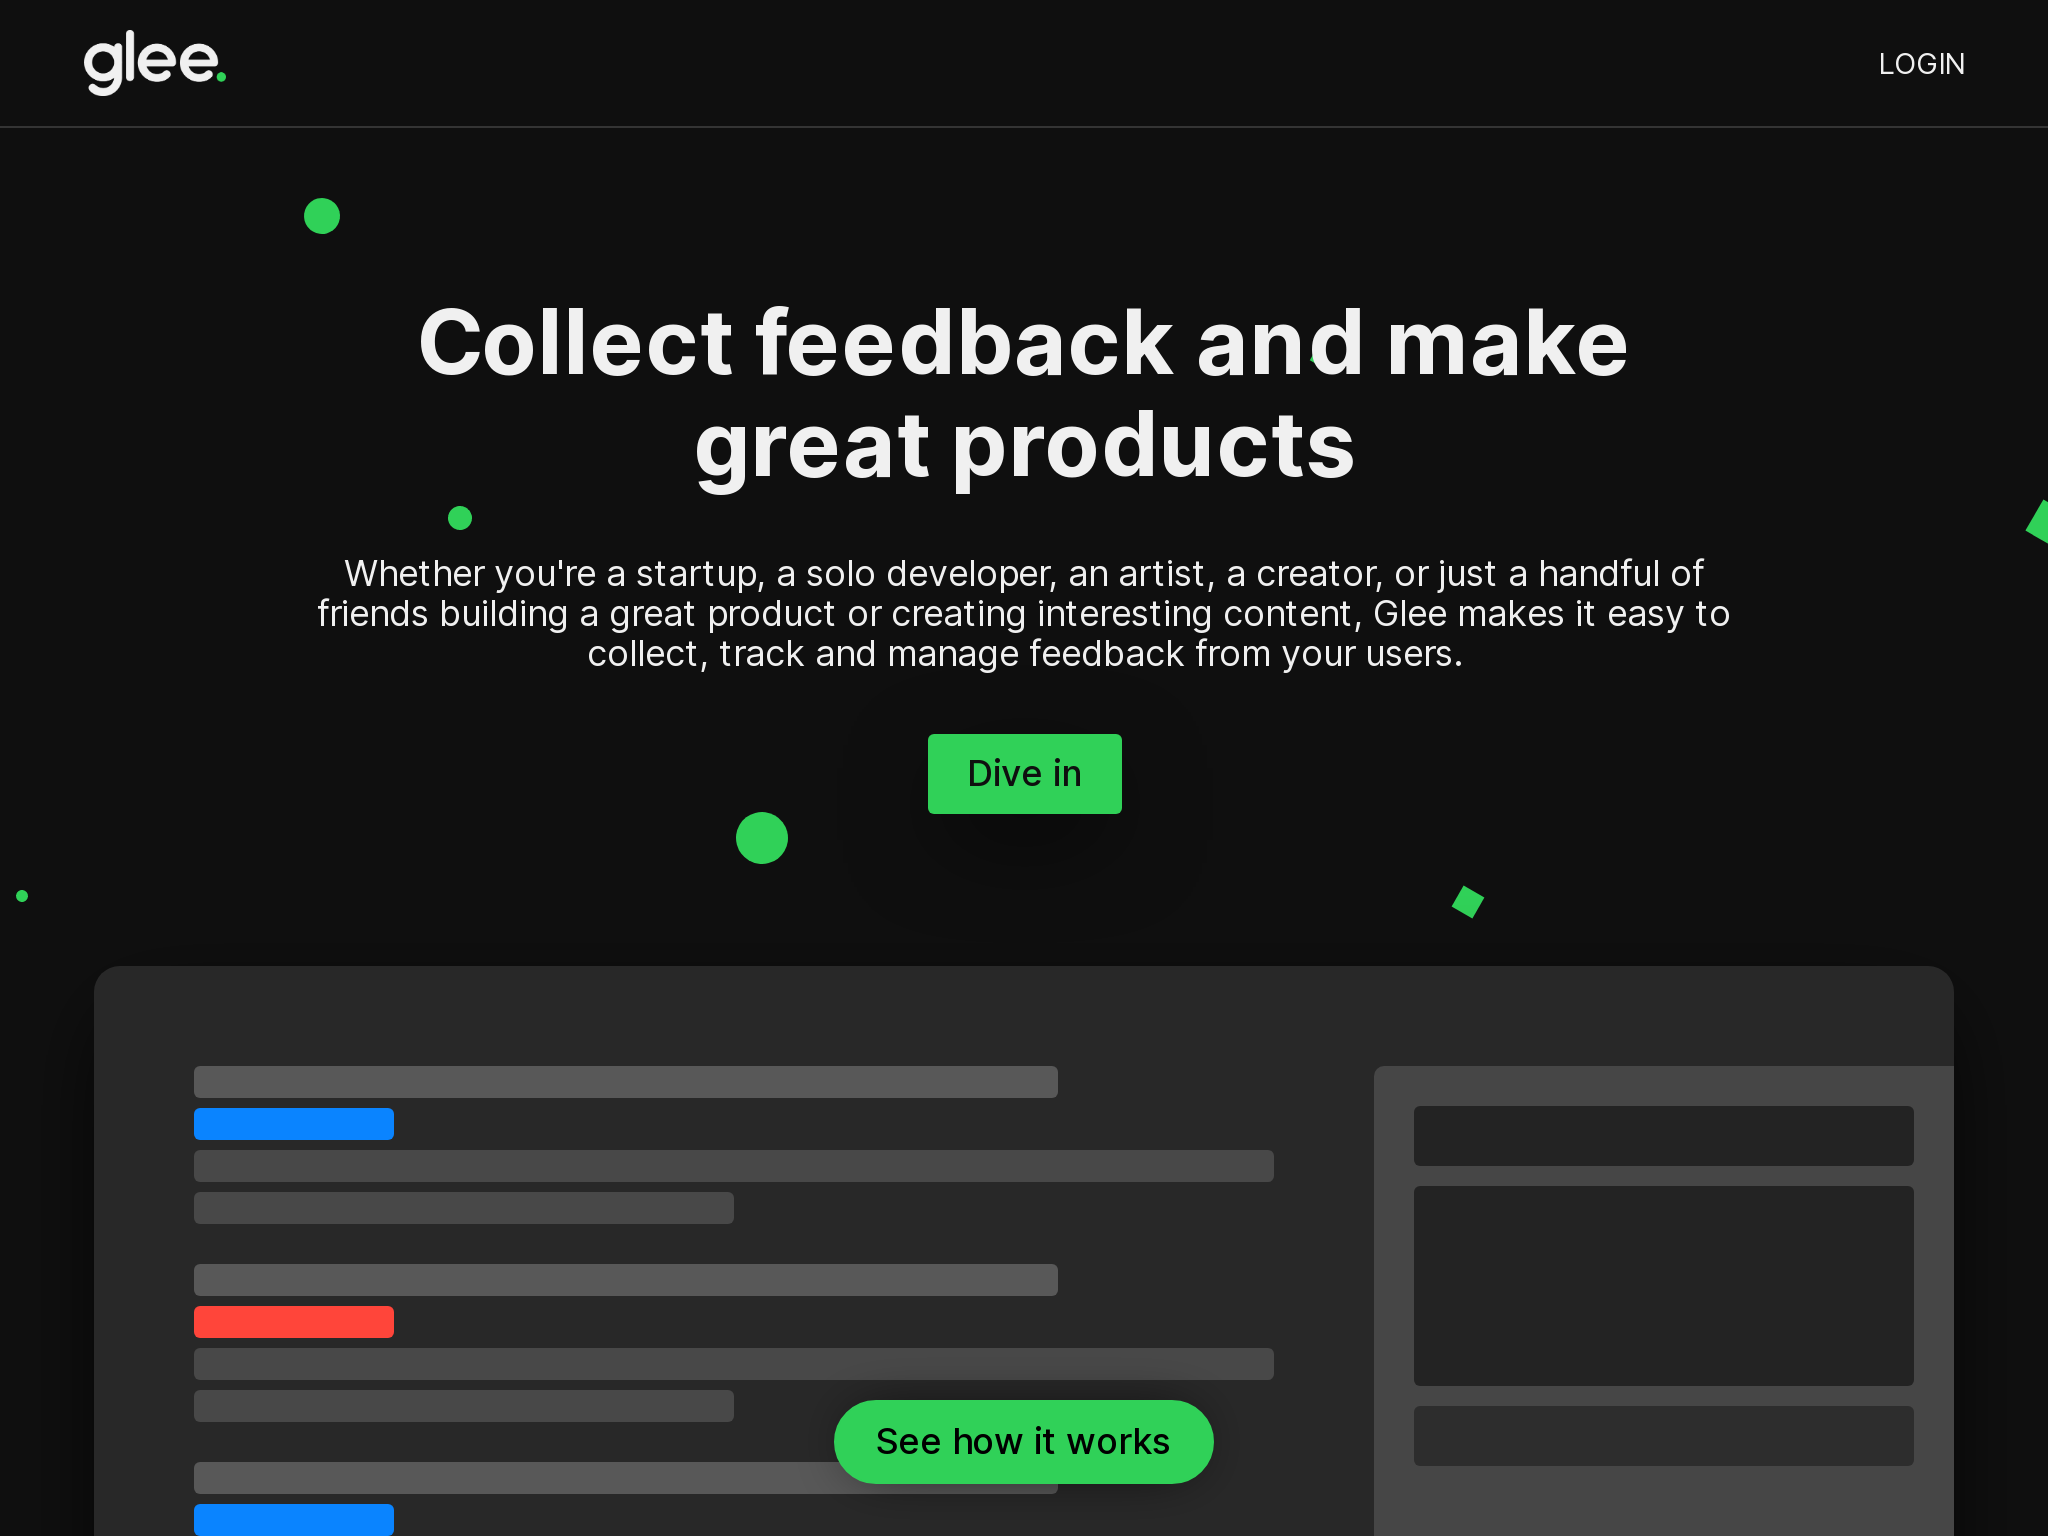 glee.
LOGIN
Collect feedback and make
great products
Whether you're a startup, a solo developer, an artist, a creator, or just a handful of
friends building a great product or creating interesting content, Glee makes it easy to
collect, track and manage feedback from your users.
Dive in
See how it works